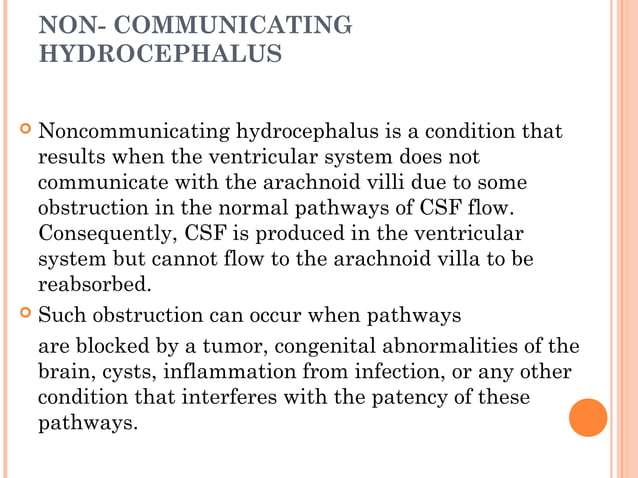 NON- COMMUNICATING
HYDROCEPHALUS
Noncommunicating hydrocephalus is a condition that
results when the ventricular system does not
communicate with the arachnoid villi due to some
obstruction in the normal pathways of CSF flow.
Consequently, CSF is produced in the ventricular
system but cannot flow to the arachnoid villa to be
reabsorbed.
Such obstruction can occur when pathways
are blocked by a tumor, congenital abnormalities of the
brain, cysts, inflammation from infection, or any other
condition that interferes with the patency of these
pathways.